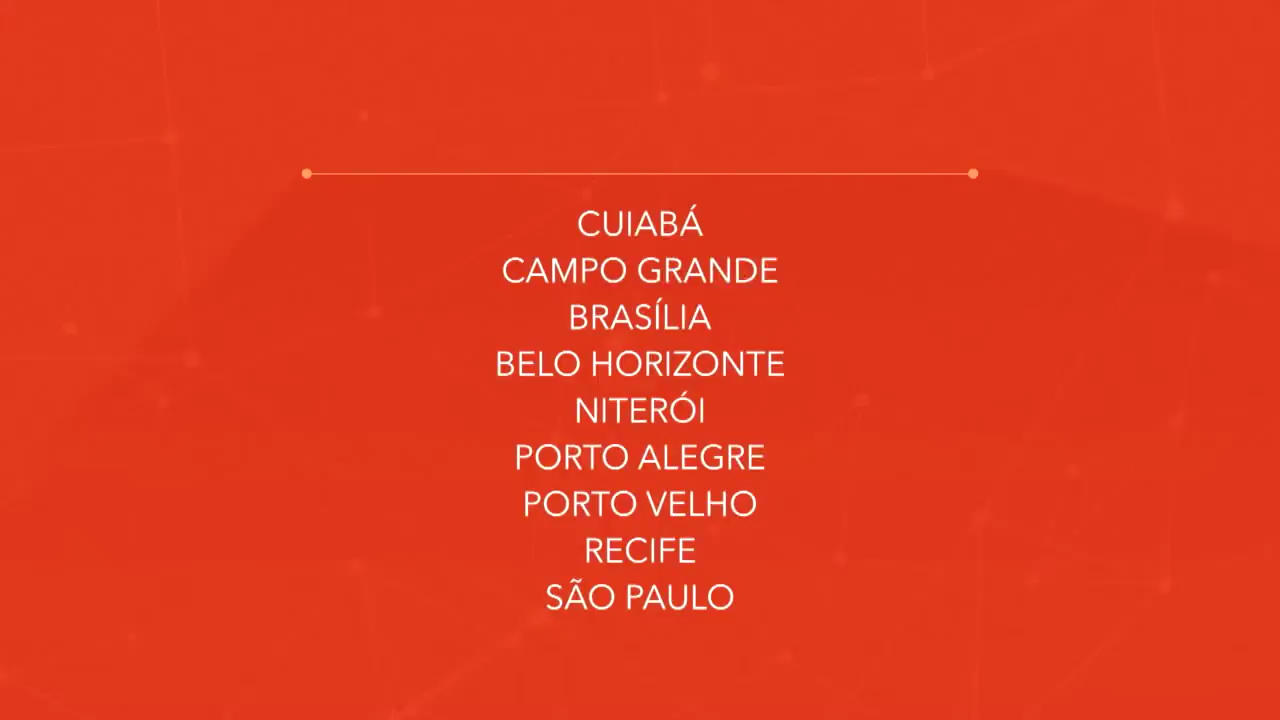 CUIABÁ
CAMPO GRANDE
BRASÍLIA
BELO HORIZONTE
NITERÓI
PORTO ALEGRE
PORTO VELHO
RECIFE
SÃO PAULO